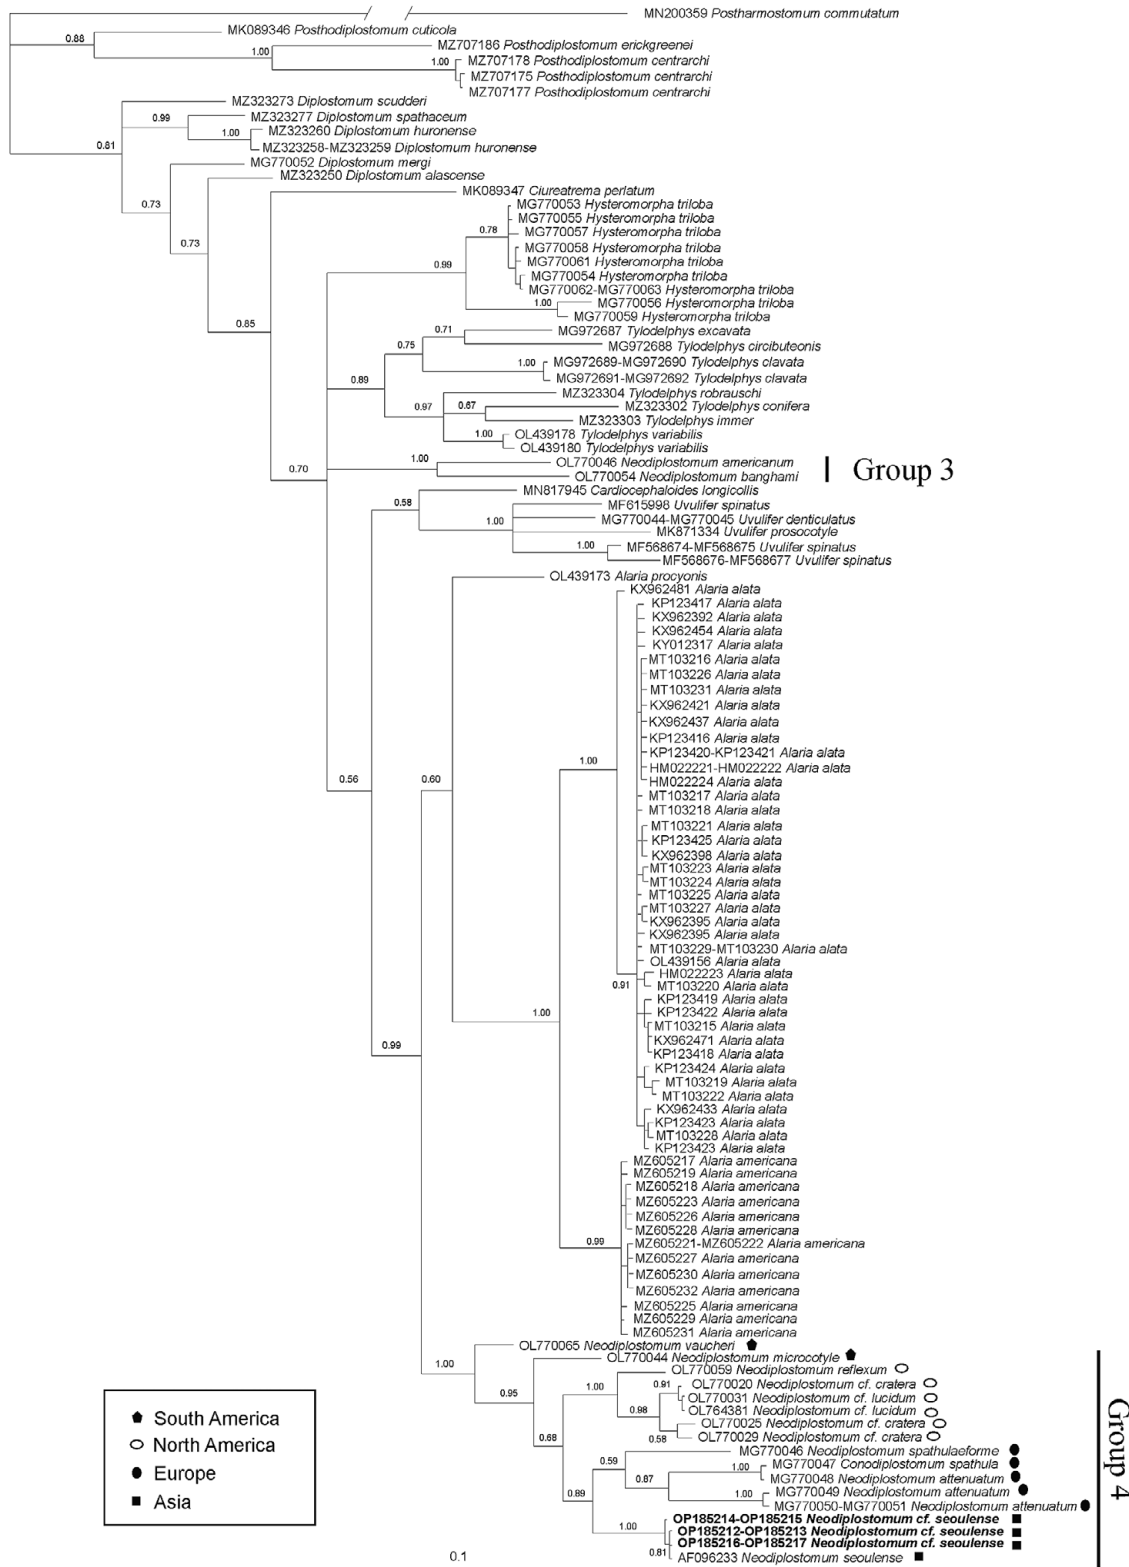 MN200359 Postharmostomum commutatum
MK089346 Posthodiplostomum cuticola
0.88
MZ707186 Posthodiplostomum erickgreenei
1.00
MZ707178 Posthodiplostomum centrarchi
1.00
MZ707175 Posthodiplostomum centrarchi
MZ707177 Posthodiplostomum centrarchi
MZ323273 Diplostomum scudderi
MZ323277 Diplostomum spathaceum
0.99
MZ323260 Diplostomum huronense
1.00
MZ323258-MZ323259 Diplostomum huronense
0.81
MG770052 Diplostomum mergi
MZ323250 Diplostomum alascense
MK089347 Ciureatrema perlatum
0.73
MG770053 Hysteromorpha triloba
MG770055 Hysteromorpha triloba
0.78
MG770057 Hysteromorpha triloba
0.73
MG770058 Hysteromorpha triloba
MG770061 Hysteromorpha triloba
0.99
MG770054 Hysteromorpha triloba
MG770062-MG770063 Hysteromorpha triloba
1.00
MG770056 Hysteromorpha triloba
MG770059 Hysteromorpha triloba
0.85
0.71
MG972687 Tylodelphys excavata
MG972688 Tylodelphys circibuteonis
0.75
1.00
MG972689-MG972690 Tylodelphys clavata
MG972691-MG972692 Tylodelphys clavata
0.89
MZ323304 Tylodelphys robrauschi
0.97
0.67
MZ323302 Tylodelphys conifera
MZ323303 Tylodelphys immer
1.00
OL439178 Tylodelphys variabilis
OL439180 Tylodelphys variabilis
1.00
OL770046 Neodiplostomum americanum
0.70
OL770054 Neodiplostomum banghami
Group 3
MN817945 Cardiocephaloides longicollis
0.58
MF615998 Uvulifer spinatus
1.00
MG770044-MG770045 Uvulifer denticulatus
MK871334 Uvulifer prosocotyle
1.00
MF568674-MF568675 Uvulifer spinatus
MF568676-MF568677 Uvulifer spinatus
OL439173 Alaria procyonis
KX962481 Alaria alata
KP123417 Alaria alata
KX962392 Alaria alata
KX962454 Alaria alata
KY012317 Alaria alata
MT103216 Alaria alata
MT103226 Alaria alata
MT103231 Alaria alata
KX962421 Alaria alata
KX962437 Alaria alata
KP123416 Alaria alata
KP123420-KP123421 Alaria alata
1.00
HM022221-HM022222 Alaria alata
0.56
0.60
HM022224 Alaria alata
MT103217 Alaria alata
MT103218 Alaria alata
MT103221 Alaria alata
KP123425 Alaria alata
KX962398 Alaria alata
MT103223 Alaria alata
MT103224 Alaria alata
MT103225 Alaria alata
MT103227 Alaria alata
KX962395 Alaria alata
KX962395 Alaria alata
MT103229-MT103230 Alaria alata
OL439156 Alaria alata
HM022223 Alaria alata
0.91
MT103220 Alaria alata
KP123419 Alaria alata
KP123422 Alaria alata
1.00
MT103215 Alaria alata
KX962471 Alaria alata
0.99
KP123418 Alaria alata
KP123424 Alaria alata
MT103219 Alaria alata
MT103222 Alaria alata
KX962433 Alaria alata
KP123423 Alaria alata
MT103228 Alaria alata
KP123423 Alaria alata
MZ605217 Alaria americana
MZ605219 Alaria americana
MZ605218 Alaria americana
MZ605223 Alaria americana
MZ605226 Alaria americana
MZ605228 Alaria americana
0.99
MZ605221-MZ605222 Alaria americana
MZ605227 Alaria americana
MZ605230 Alaria americana
MZ605232 Alaria americana
MZ605225 Alaria americana
MZ605229 Alaria americana
MZ605231 Alaria americana
OL770065 Neodiplostomum vaucheri
1.00
OL770044 Neodiplostomum microcotyle
OL770059 Neodiplostomum reflexum
0.95
1.00
0.91
OL770020 Neodiplostomum cf. cratera
OL770031 Neodiplostomum cf. lucidum
0.98
OL764381 Neodiplostomum cf. lucidum
OL770025 Neodiplostomum cf. cratera
0.68
0.58
OL770029 Neodiplostomum cf. cratera
MG770046 Neodiplostomum spathulaeforme
0.59
1.00
MG770047 Conodiplostomum spathula
0.87
MG770048 Neodiplostomum attenuatum
0.89
1.00
MG770049 Neodiplostomum attenuatum
MG770050-MG770051 Neodiplostomum attenuatum
OP185214-OP185215 Neodiplostomum cf. seoulense
1.00
OP185212-OP185213 Neodiplostomum cf. seoulense
OP185216-OP185217 Neodiplostomum cf. seoulense
0.81
AF096233 Neodiplostomum seoulense
Group 4
South America
North America
Europe
Asia
0.1